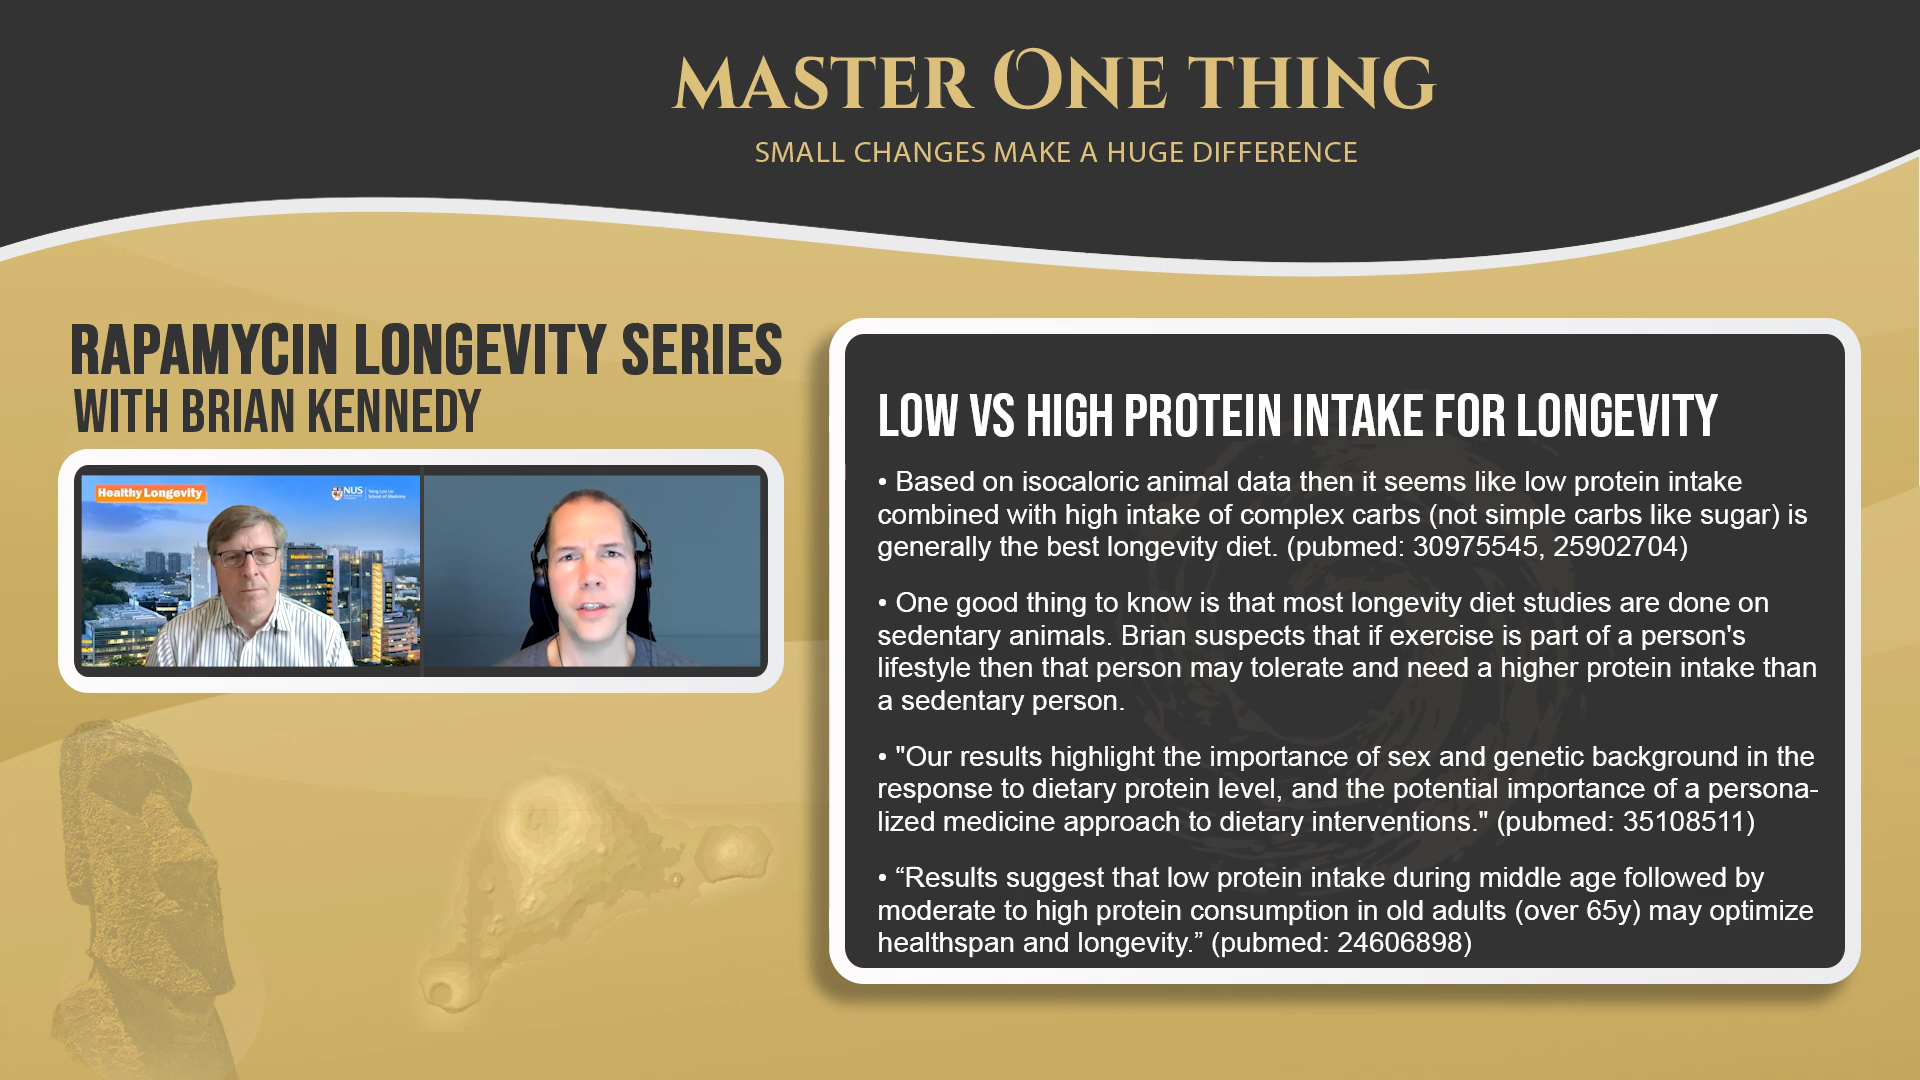 MASTER ONE THING
SMALL CHANGES MAKE A HUGE DIFFERENCE
RAPAMYCIN LONGEVITY SERIES
WITH BRIAN KENNEDY
Healthy Longevity
NUS
Yong Loo Lin
School of Medicine
LOW VS HIGH PROTEIN INTAKE FOR LONGEVITY
• Based on isocaloric animal data then it seems like low protein intake
combined with high intake of complex carbs (not simple carbs like sugar) is
generally the best longevity diet. (pubmed: 30975545, 25902704)
• One good thing to know is that most longevity diet studies are done on
sedentary animals. Brian suspects that if exercise is part of a person's
lifestyle then that person may tolerate and need a higher protein intake than
a sedentary person.
• "Our results highlight the importance of sex and genetic background in the
response to dietary protein level, and the potential importance of a persona-
lized medicine approach to dietary interventions." (pubmed: 35108511)
• “Results suggest that low protein intake during middle age followed by
moderate to high protein consumption in old adults (over 65y) may optimize
healthspan and longevity.” (pubmed: 24606898)